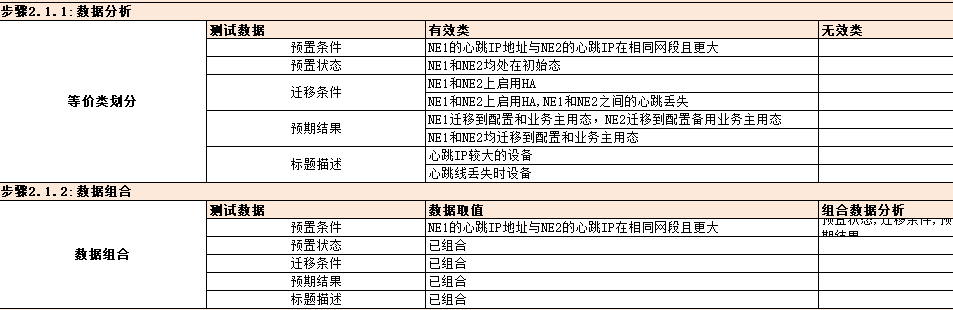 步骤2.1.1:数据分析
测试数据 有效类 无效类
等价类划分
预置条件 NE1的心跳IP地址与NE2的心跳IP在相同网段且更大
预置状态 NE1和NE2均处在初始态
迁移条件 NE1和NE2上启用HA
NE1和NE2上启用HA,NE1和NE2之间的心跳丢失
预期结果 NE1迁移到配置和业务主用态，NE2迁移到配置备用业务主用态
NE1和NE2均迁移到配置和业务主用态
标题描述 心跳IP较大的设备
心跳线丢失时设备
步骤2.1.2:数据组合
测试数据 数据取值 组合数据分析
数据组合
预置条件 NE1的心跳IP地址与NE2的心跳IP在相同网段且更大 预置状态,迁移条件,预
期结果
预置状态 已组合
迁移条件 已组合
预期结果 已组合
标题描述 已组合